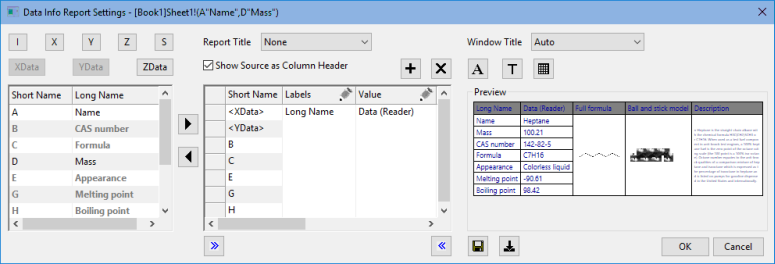 Data Info Report Settings - [Book1]Sheet1!(A"Name",D"Mass")
I X Y Z S
XData YData ZData
Report Title None
Window Title Auto
Show Source as Column Header
A T
Short Name Long Name
A Name
B CAS number
C Formula
D Mass
E Appearance
G Melting point
H Boiling point
Short Name Labels Value
<XData> Long Name Data (Reader)
<YData>
B
C
E
G
H
Preview
Long Name Data (Reader) Full formula Ball and stick model Description
Name Heptane
Mass 100.21
CAS number 142-82-5
Formula C7H16
Appearance Colorless liquid
Melting point -90.61
Boiling point 98.42
OK Cancel